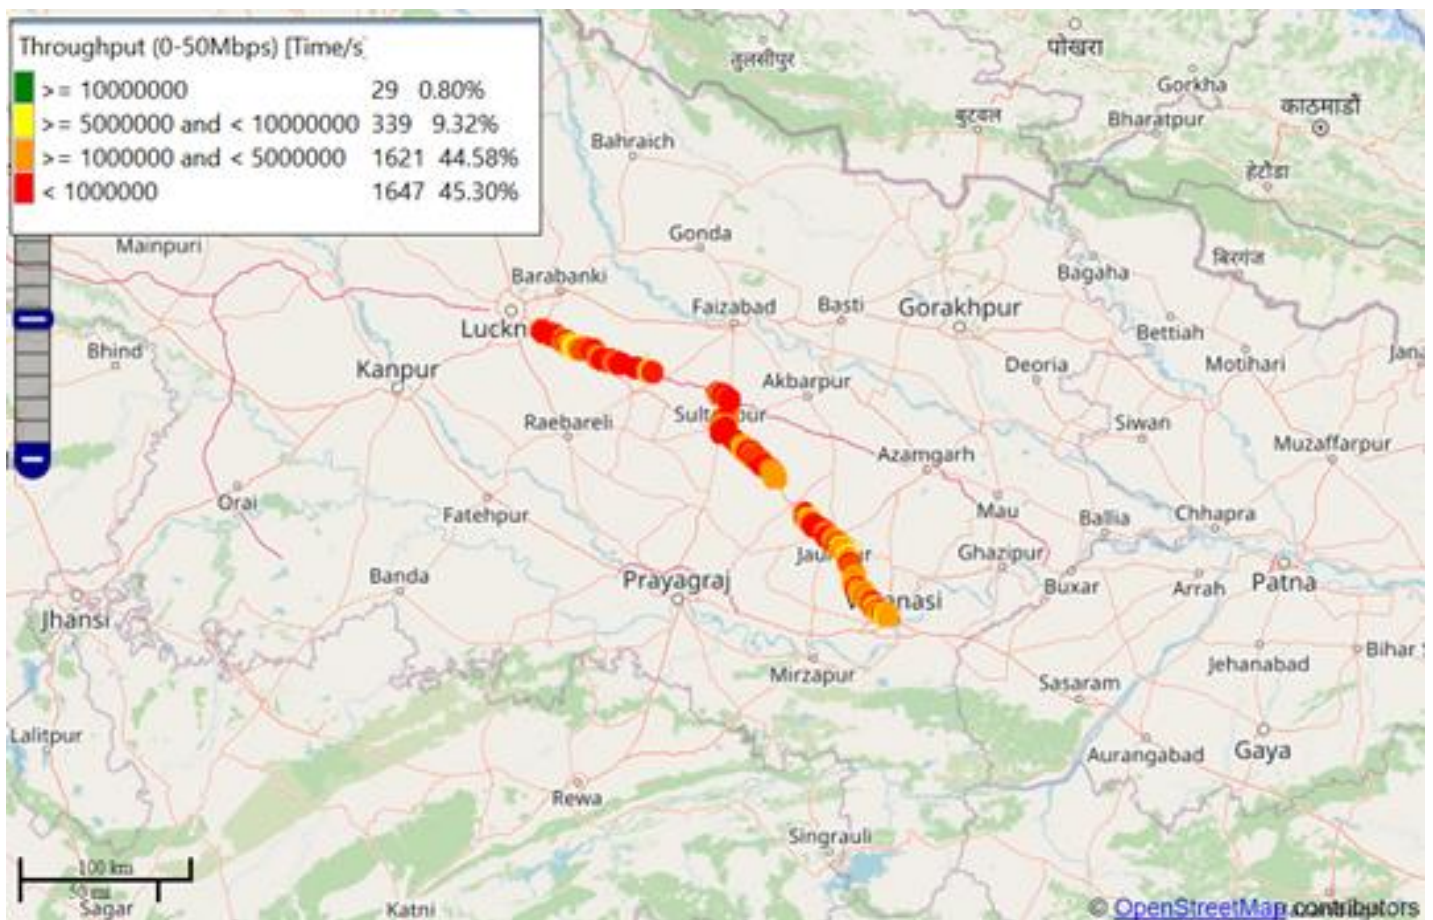 Throughput (0-50Mbps) [Time/s]
>= 10000000 29 0.80%
>= 5000000 and < 10000000 339 9.32%
>= 1000000 and < 5000000 1621 44.58%
< 1000000 1647 45.30%
तुलसीपुर
पोखरा
Gorkha
काठमाडौं
बुटवल
Bharatpur
Bahraich
हेटौडा
Mainpuri
Gonda
बिरगंज
Bagaha
Barabanki
Faizabad
Basti
Gorakhpur
Luckn
Bettiah
Bhind
Motihari
Jana
Kanpur
Deoria
Akbarpur
Raebareli
Siwan
Muzaffarpur
Azamgarh
Orai
Fatehpur
Mau
Ballia
Chhapra
Ghazipur
Banda
Prayagraj
Buxar
Arrah
Patna
Jhansi
Jehanabad
Bihar
Mirzapur
Sasaram
Lalitpur
Aurangabad
Gaya
Rewa
Singrauli
100 km
50 mi
Sagar
Katni
© OpenStreetMap contributors